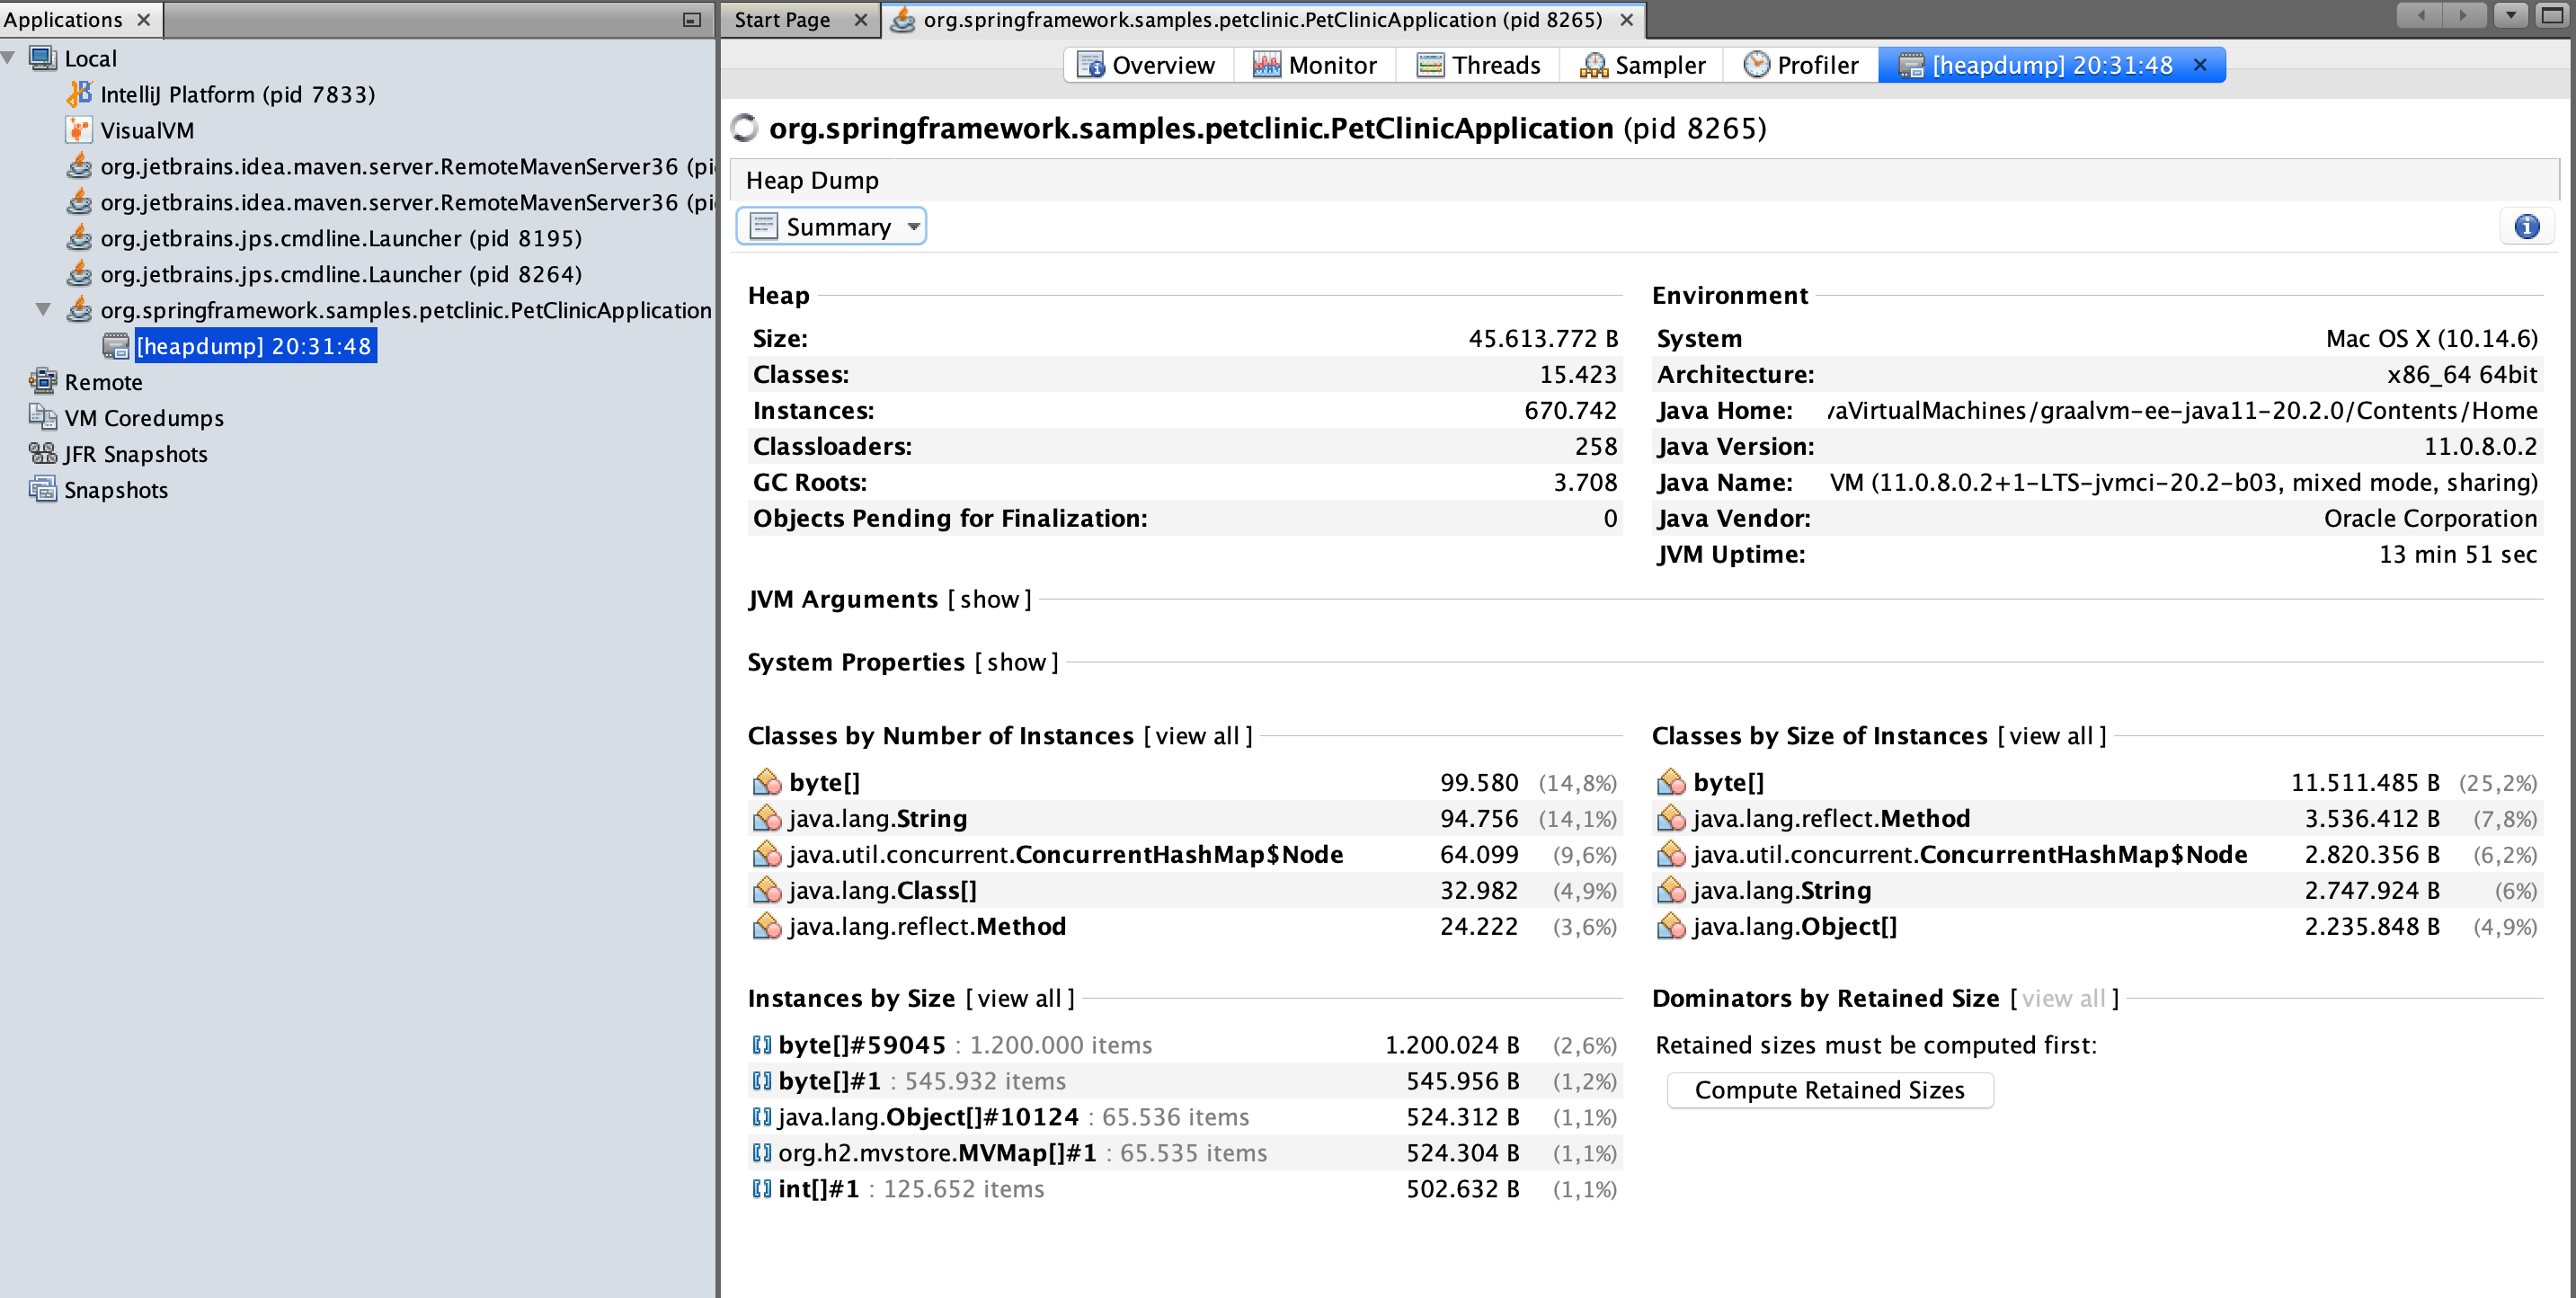 Applications
Local
IntelliJ Platform (pid 7833)
VisualVM
org.jetbrains.idea.maven.server.RemoteMavenServer36 (pi
org.jetbrains.idea.maven.server.RemoteMavenServer36 (pi
org.jetbrains.jps.cmdline.Launcher (pid 8195)
org.jetbrains.jps.cmdline.Launcher (pid 8264)
org.springframework.samples.petclinic.PetClinicApplication
[heapdump] 20:31:48
Remote
VM Coredumps
JFR Snapshots
Snapshots
Start Page org.springframework.samples.petclinic.PetClinicApplication (pid 8265)
Overview Monitor Threads Sampler Profiler [heapdump] 20:31:48
org.springframework.samples.petclinic.PetClinicApplication (pid 8265)
Heap Dump
Summary
Heap
Size: 45.613.772 B
Classes: 15.423
Instances: 670.742
Classloaders: 258
GC Roots: 3.708
Objects Pending for Finalization: 0
Environment
System Mac OS X (10.14.6)
Architecture: x86_64 64bit
Java Home: vaVirtualMachines/graalvm-ee-java11-20.2.0/Contents/Home
Java Version: 11.0.8.0.2
Java Name: VM (11.0.8.0.2+1-LTS-jvmci-20.2-b03, mixed mode, sharing)
Java Vendor: Oracle Corporation
JVM Uptime: 13 min 51 sec
JVM Arguments [show]
System Properties [show]
Classes by Number of Instances [view all]
byte[] 99.580 (14,8%)
java.lang.String 94.756 (14,1%)
java.util.concurrent.ConcurrentHashMap$Node 64.099 (9,6%)
java.lang.Class[] 32.982 (4,9%)
java.lang.reflect.Method 24.222 (3,6%)
Classes by Size of Instances [view all]
byte[] 11.511.485 B (25,2%)
java.lang.reflect.Method 3.536.412 B (7,8%)
java.util.concurrent.ConcurrentHashMap$Node 2.820.356 B (6,2%)
java.lang.String 2.747.924 B (6%)
java.lang.Object[] 2.235.848 B (4,9%)
Instances by Size [view all]
byte[]#59045 : 1.200.000 items 1.200.024 B (2,6%)
byte[]#1 : 545.932 items 545.956 B (1,2%)
java.lang.Object[]#10124 : 65.536 items 524.312 B (1,1%)
org.h2.mvstore.MVMap[]#1 : 65.535 items 524.304 B (1,1%)
int[]#1 : 125.652 items 502.632 B (1,1%)
Dominators by Retained Size [view all]
Retained sizes must be computed first:
Compute Retained Sizes